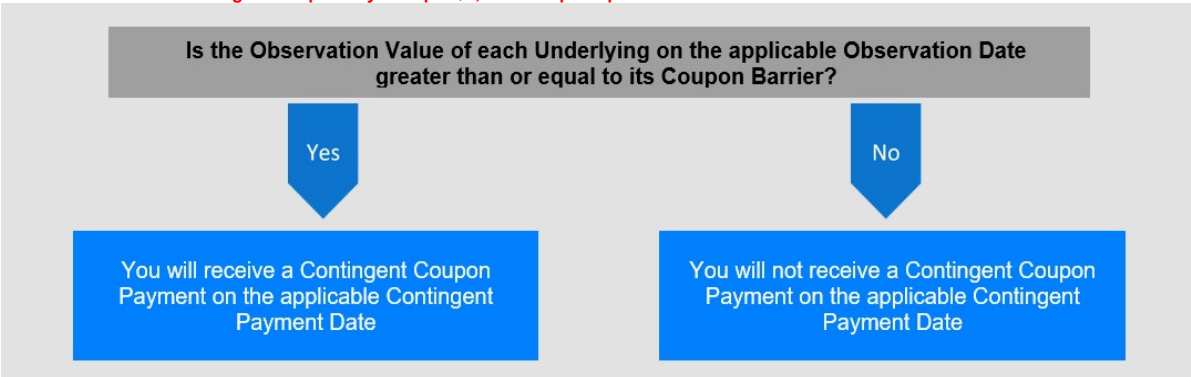 Is the Observation Value of each Underlying on the applicable Observation Date
greater than or equal to its Coupon Barrier?
Yes
No
You will receive a Contingent Coupon
Payment on the applicable Contingent
Payment Date
You will not receive a Contingent Coupon
Payment on the applicable Contingent
Payment Date